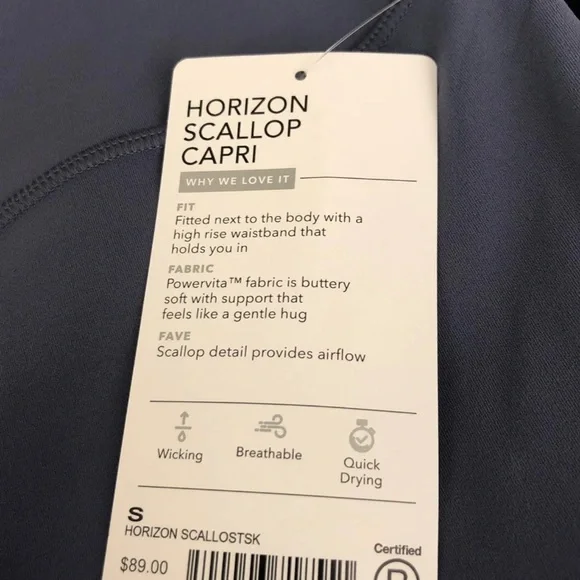 HORIZON
SCALLOP
CAPRI
WHY WE LOVE IT
FIT
Fitted next to the body with a
high rise waistband that
holds you in
FABRIC
Powervita™ fabric is buttery
soft with support that
feels like a gentle hug
FAVE
Scallop detail provides airflow
Wicking
Breathable
Quick
Drying
S
HORIZON SCALLOSTSK
$89.00
Certified
B